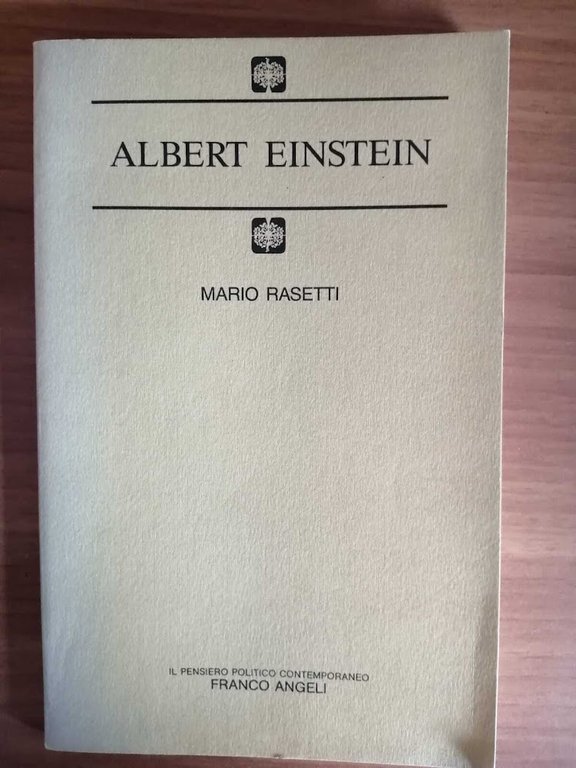 ALBERT EINSTEIN
MARIO RASETTI
IL PENSIERO POLITICO CONTEMPORANEO
FRANCO ANGELI